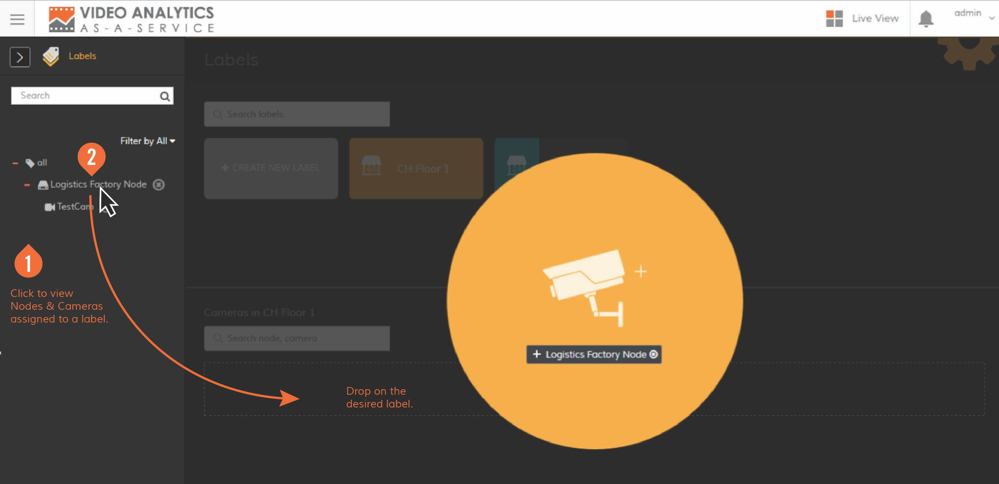 VIDEO ANALYTICS
AS-A-SERVICE
Live View
admin
Labels
Labels
Search
Search labels
Filter by All
2
all
+ CREATE NEW LABEL
CH Floor 1
Logistics Factory Node
TestCam
1
Click to view
Nodes & Cameras
assigned to a label.
Cameras in CH Floor 1
Search node, camera
+ Logistics Factory Node
Drop on the
desired label.